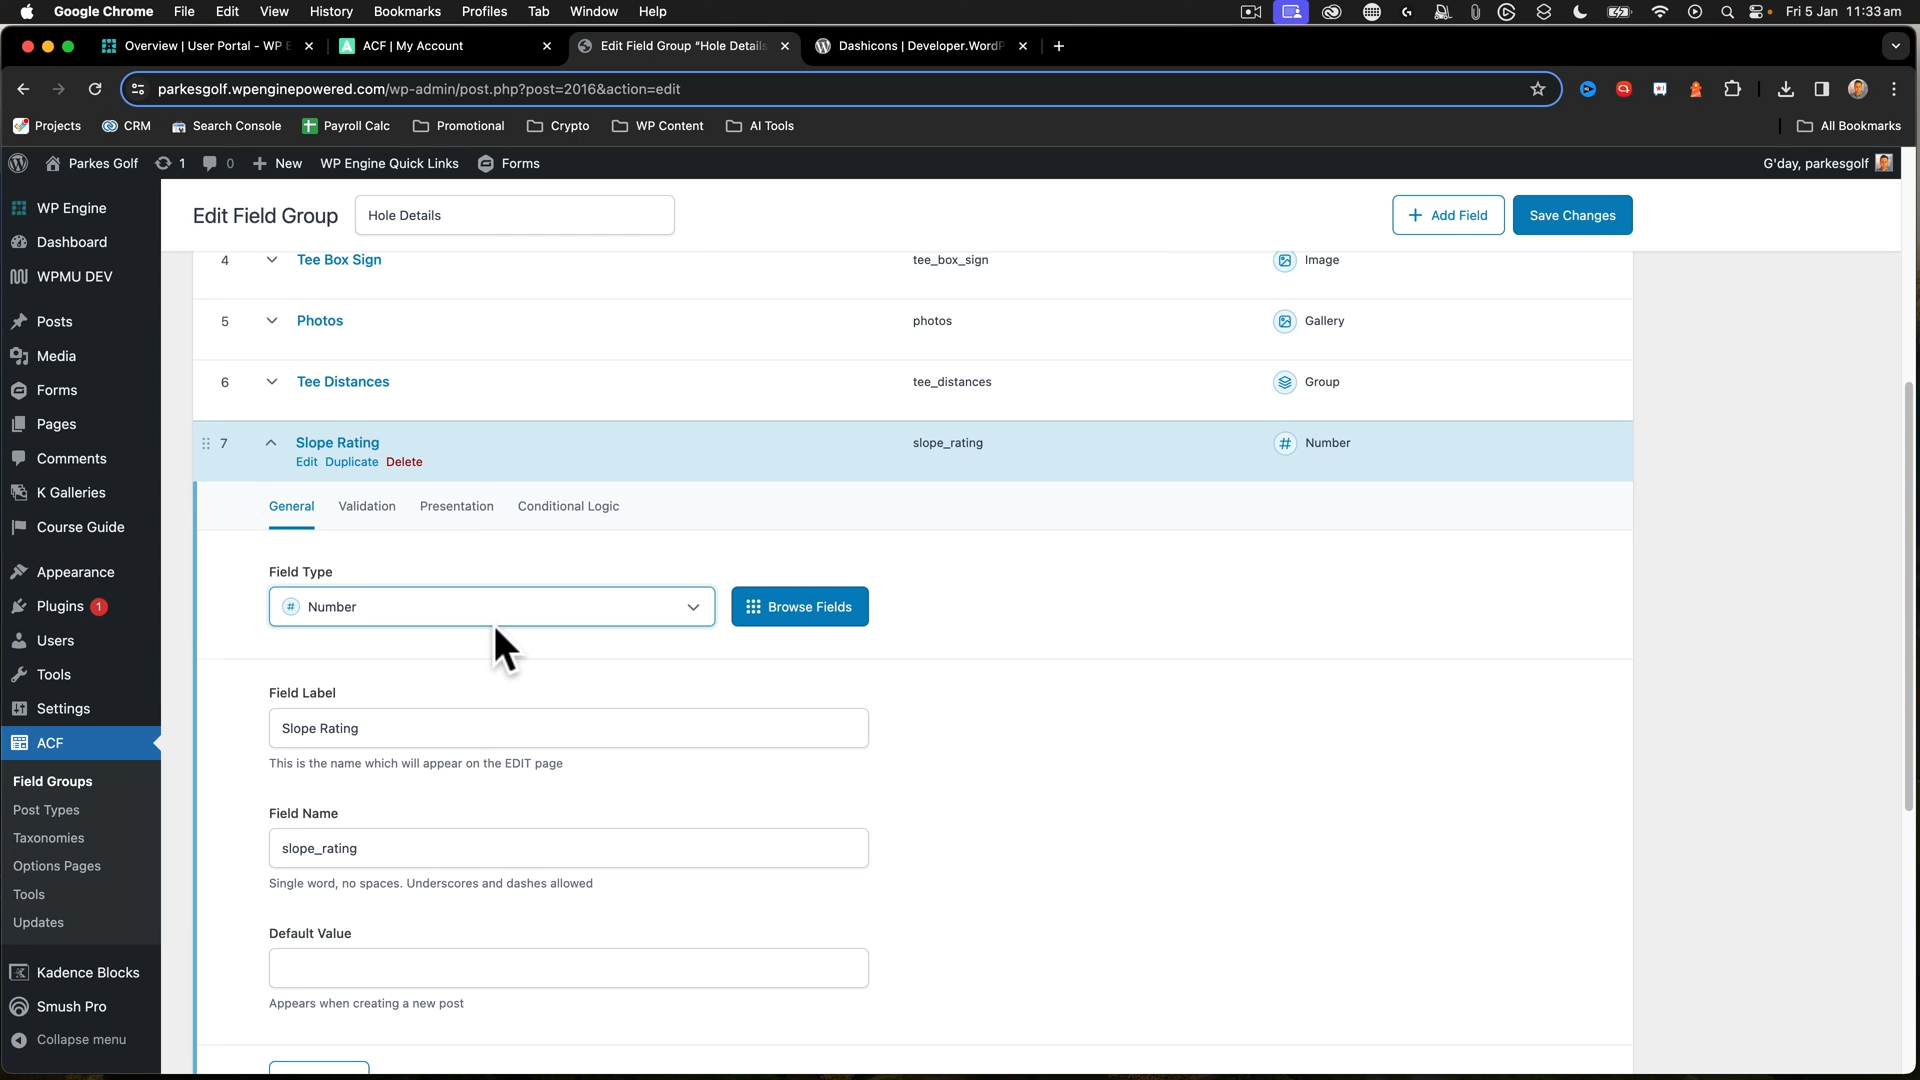 Google Chrome File Edit View History Bookmarks Profiles Tab Window Help Fri 5 Jan 11:33 am
Overview | User Portal - WP E ACF | My Account Edit Field Group "Hole Details Dashicons | Developer.WordP
parkesgolf.wpenginepowered.com/wp-admin/post.php?post=2016&action=edit
Projects CRM Search Console Payroll Calc Promotional Crypto WP Content AI Tools All Bookmarks
Parkes Golf 1 0 New WP Engine Quick Links Forms G'day, parkesgolf
WP Engine
Dashboard
WPMU DEV
Posts
Media
Forms
Pages
Comments
K Galleries
Course Guide
Appearance
Plugins 1
Users
Tools
Settings
ACF
Field Groups
Post Types
Taxonomies
Options Pages
Tools
Updates
Kadence Blocks
Smush Pro
Collapse menu
Edit Field Group Hole Details + Add Field Save Changes
4 Tee Box Sign tee_box_sign Image
5 Photos photos Gallery
6 Tee Distances tee_distances Group
7 Slope Rating slope_rating # Number
Edit Duplicate Delete
General Validation Presentation Conditional Logic
Field Type
# Number Browse Fields
Field Label
Slope Rating
This is the name which will appear on the EDIT page
Field Name
slope_rating
Single word, no spaces. Underscores and dashes allowed
Default Value
Appears when creating a new post